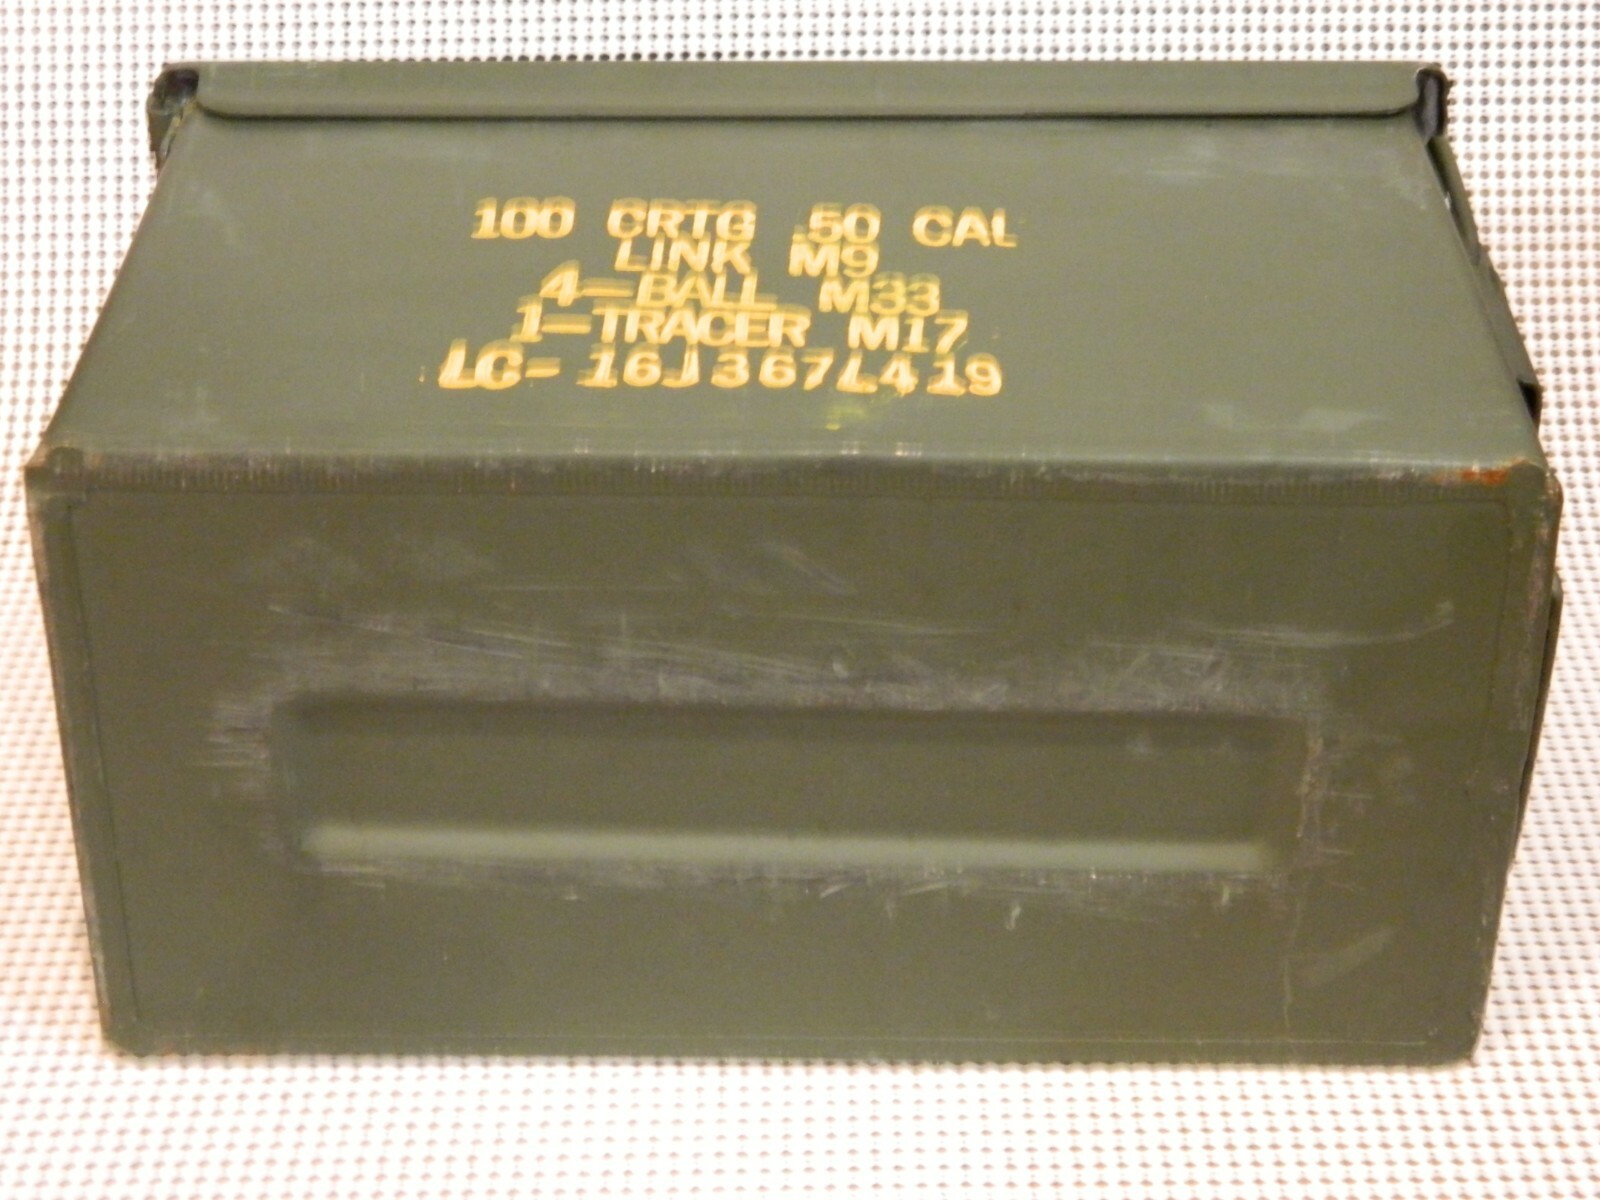 100 CRTG .50 CAL
LINK M9
4-BALL M33
1-TRACER M17
LC-16J367L419